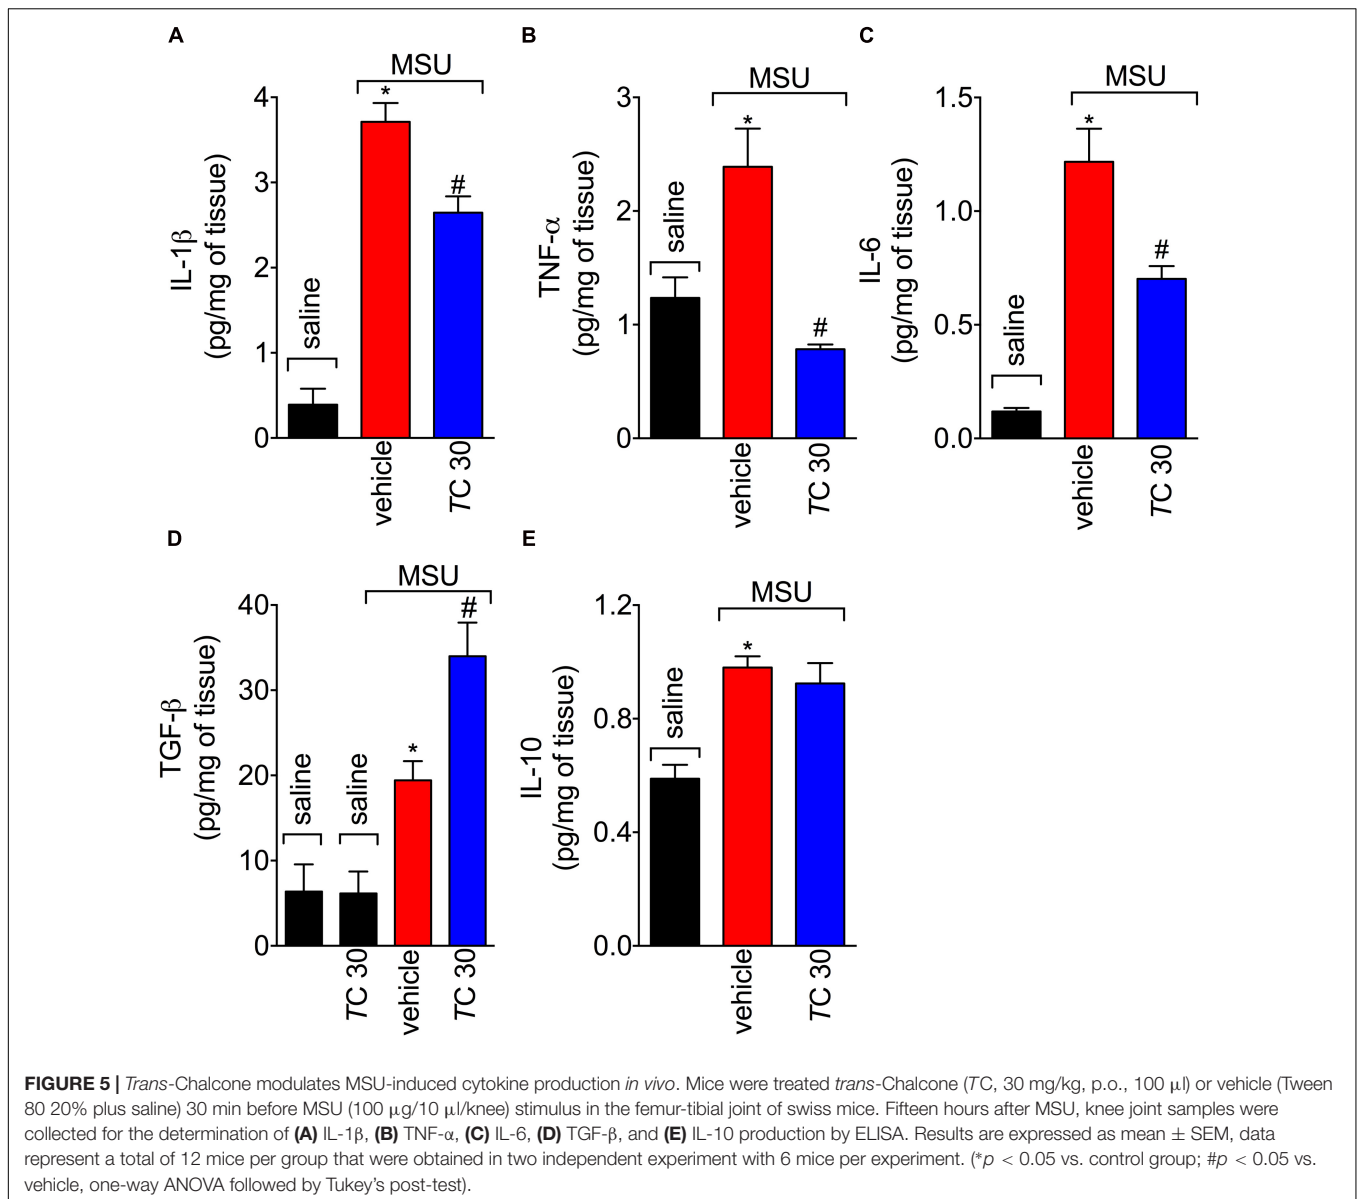 A
MSU
IL-1β
(pg/mg of tissue)
4
3
2
1
0
saline
*
#
vehicle
TC 30
B
MSU
TNF-α
(pg/mg of tissue)
3
2
1
0
saline
*
#
vehicle
TC 30
C
MSU
IL-6
(pg/mg of tissue)
1.5
1.0
0.5
0.0
saline
*
#
vehicle
TC 30
D
MSU
TGF-β
(pg/mg of tissue)
40
30
20
10
0
saline
saline
*
#
TC 30
vehicle
TC 30
E
MSU
IL-10
(pg/mg of tissue)
1.2
0.8
0.4
0.0
saline
*
vehicle
TC 30
FIGURE 5 | Trans-Chalcone modulates MSU-induced cytokine production in vivo. Mice were treated trans-Chalcone (TC, 30 mg/kg, p.o., 100 μl) or vehicle (Tween
80 20% plus saline) 30 min before MSU (100 μg/10 μl/knee) stimulus in the femur-tibial joint of swiss mice. Fifteen hours after MSU, knee joint samples were
collected for the determination of (A) IL-1β, (B) TNF-α, (C) IL-6, (D) TGF-β, and (E) IL-10 production by ELISA. Results are expressed as mean ± SEM, data
represent a total of 12 mice per group that were obtained in two independent experiment with 6 mice per experiment. (*p < 0.05 vs. control group; #p < 0.05 vs.
vehicle, one-way ANOVA followed by Tukey's post-test).